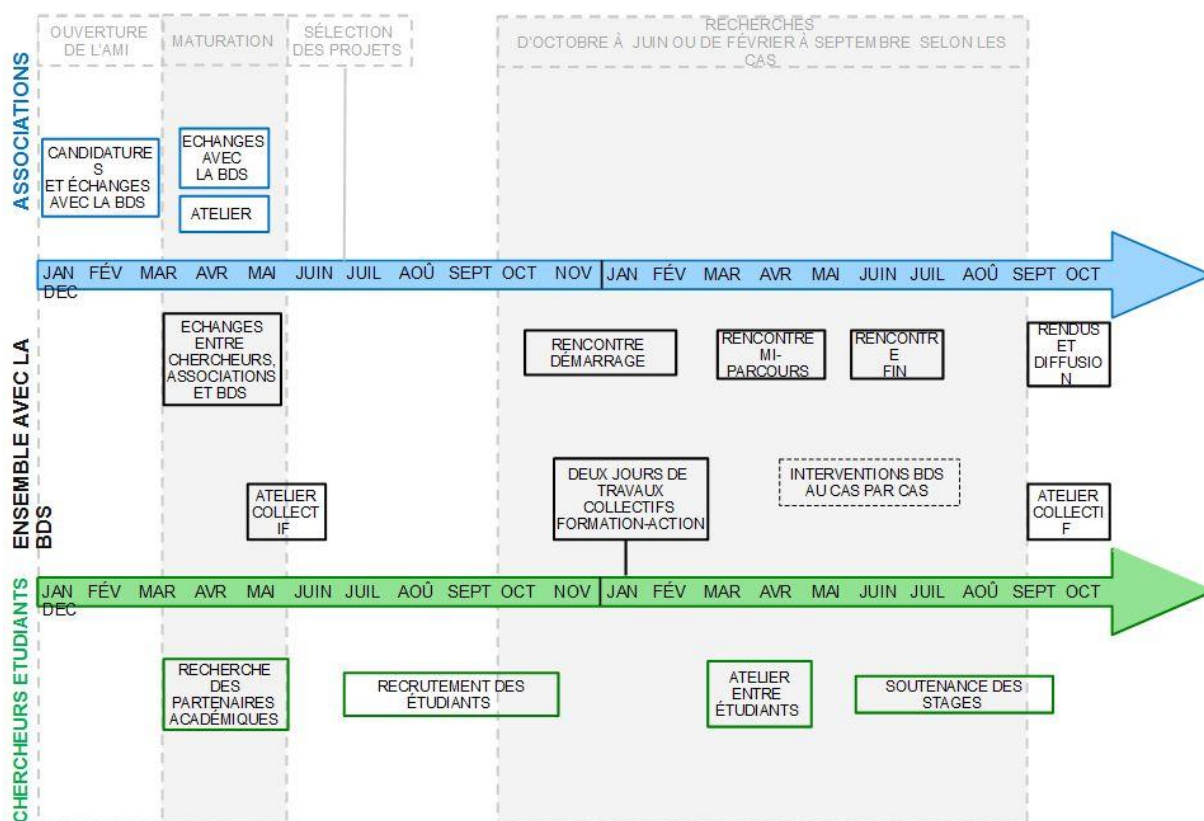 OUVERTURE
DE L'AMI
MATURATION
SÉLECTION
DES PROJETS
RECHERCHES
D'OCTOBRE À JUIN OU DE FÉVRIER À SEPTEMBRE SELON LES
CAS
ASSOCIATIONS
CANDIDATURE
S
ET ÉCHANGES
AVEC LA BDS
ECHANGES
AVEC
LA BDS
ATELIER
JAN FÉV MAR AVR MAI JUIN JUIL AOÛ SEPT OCT NOV JAN FÉV MAR AVR MAI JUIN JUIL AOÛ SEPT OCT
DEC
ENSEMBLE AVEC LA
BDS
ECHANGES
ENTRE
CHERCHEURS,
ASSOCIATIONS
ET BDS
RENCONTRE
DÉMARRAGE
RENCONTRE
MI-
PARCOURS
RENCONTR
E
FIN
RENDUS
ET
DIFFUSIO
N
ATELIER
COLLECT
IF
DEUX JOURS DE
TRAVAUX
COLLECTIFS
FORMATION-ACTION
INTERVENTIONS BDS
AU CAS PAR CAS
ATELIER
COLLECTI
F
JAN FÉV MAR AVR MAI JUIN JUIL AOÛ SEPT OCT NOV JAN FÉV MAR AVR MAI JUIN JUIL AOÛ SEPT OCT
DEC
CHERCHEURS ETUDIANTS
RECHERCHE
DES
PARTENAIRES
ACADÉMIQUES
RECRUTEMENT DES
ÉTUDIANTS
ATELIER
ENTRE
ÉTUDIANTS
SOUTENANCE DES
STAGES